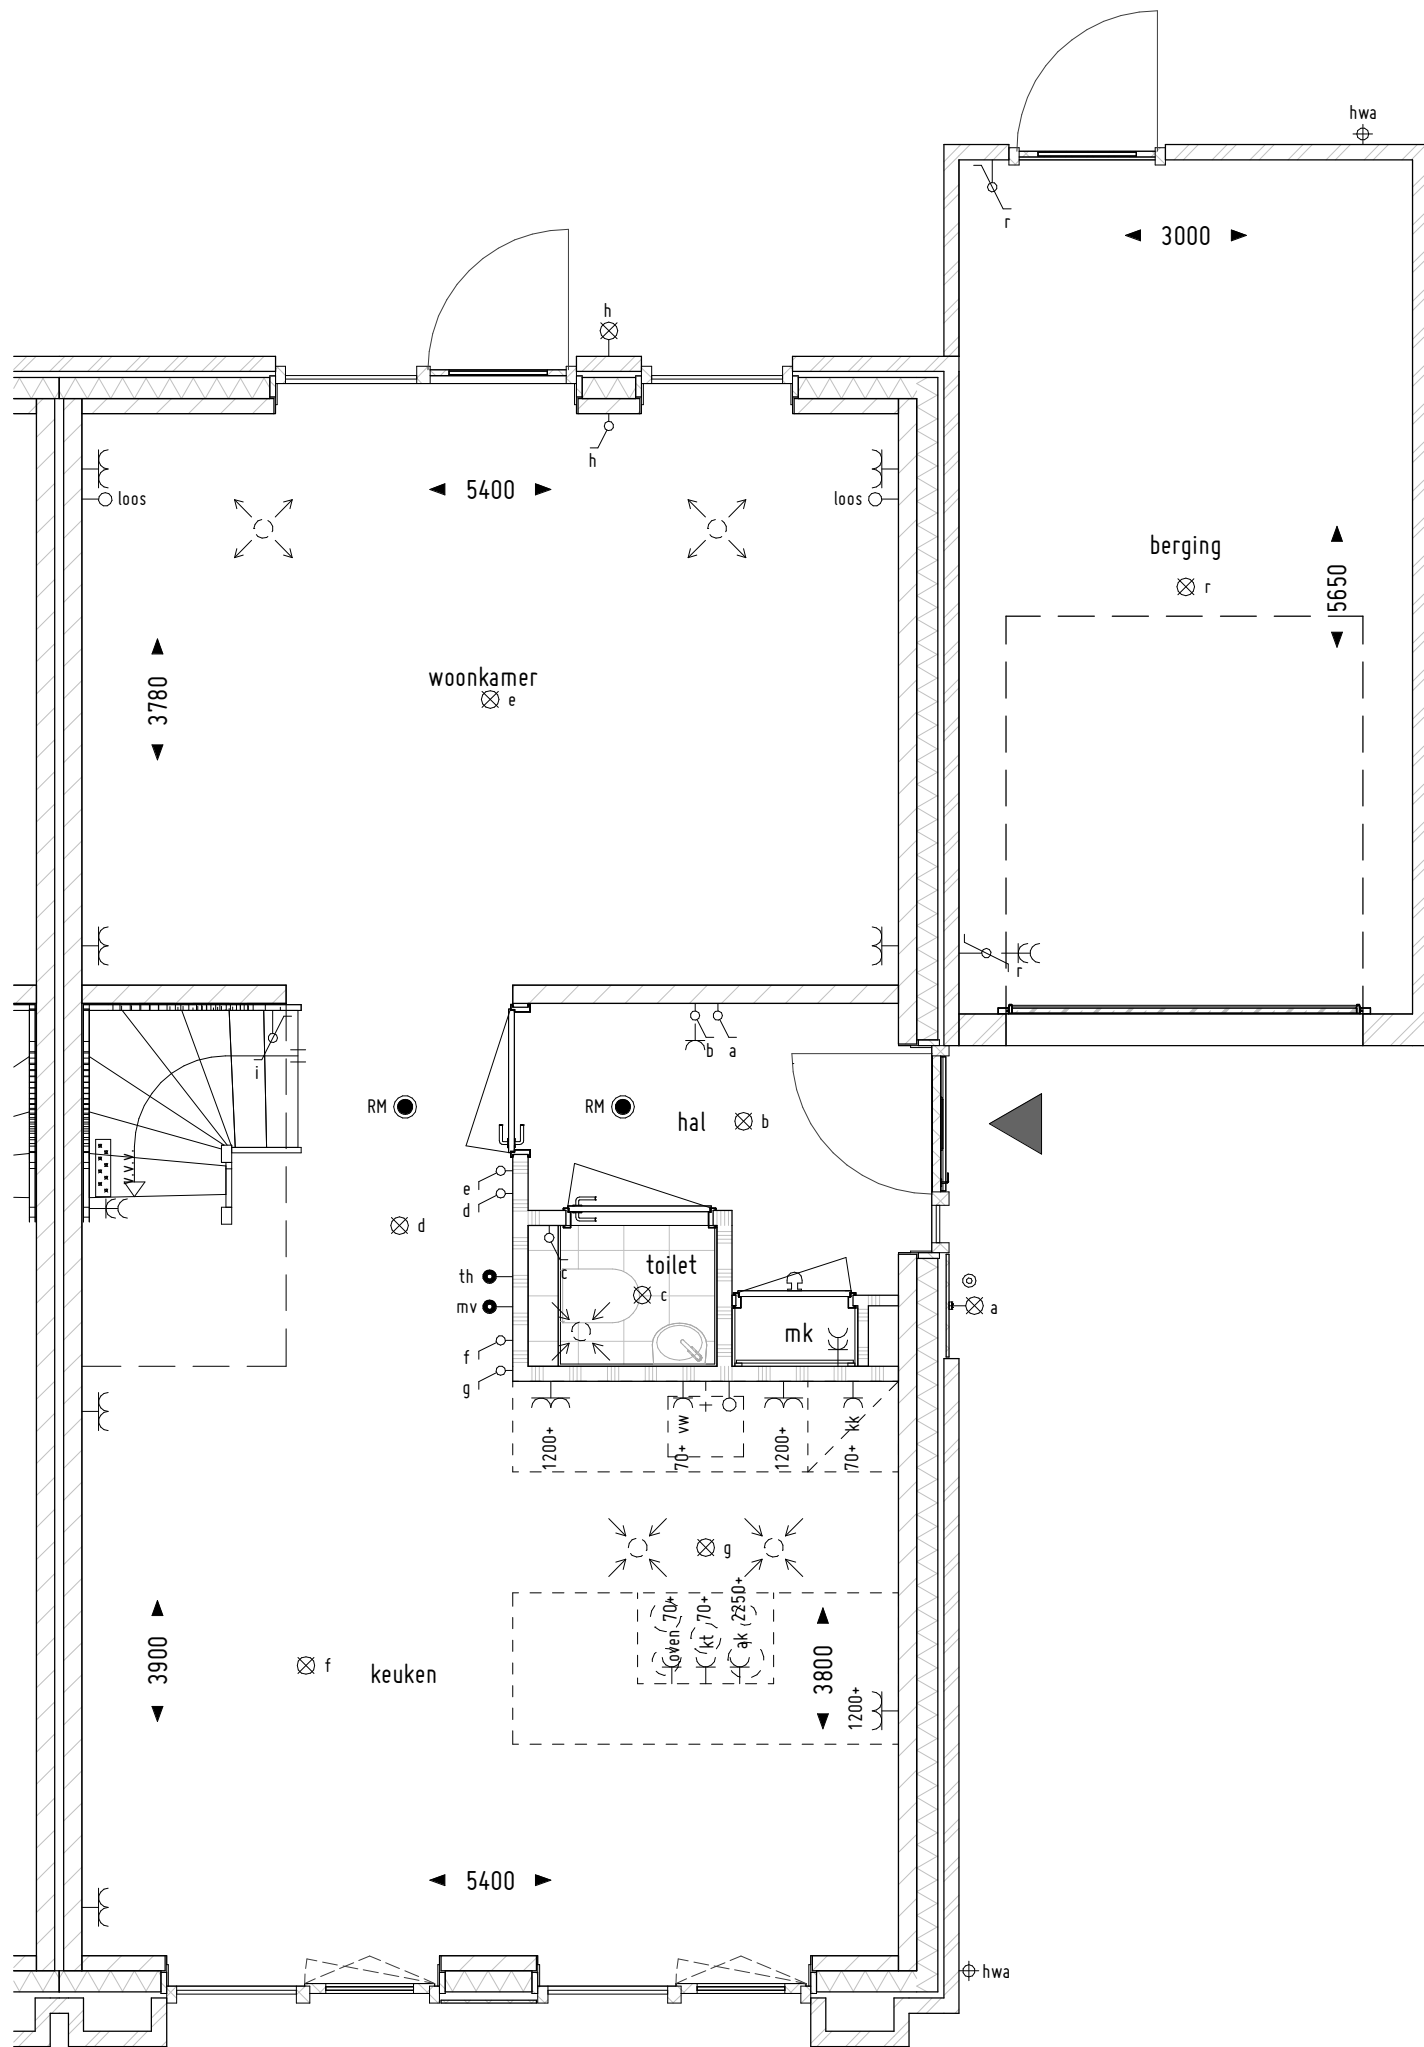 hwa
r
3000
h
h
5400
loos
loos
berging
r
5650
woonkamer
e
3780
r
b
a
i
RM
RM
hal
b
v.v.
e
d
d
toilet
c
c
th
mv
a
mk
f
g
1200+
70+ vw
1200+
70+ kk
g
oven 70+
kt 70+
ak 2250+
3900
f
keuken
3800
1200+
5400
hwa